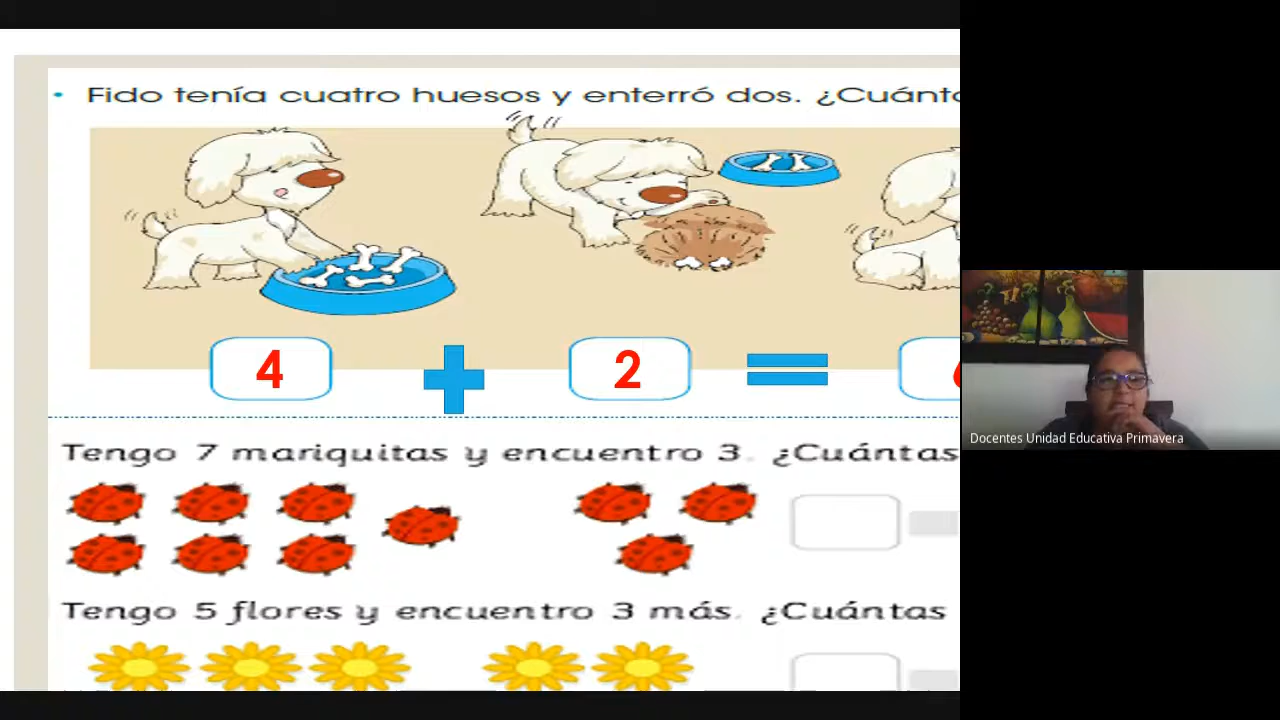 • Fido tenía cuatro huesos y enterró dos. ¿Cuánto
4 + 2 =
Tengo 7 mariquitas y encuentro 3. ¿Cuántas
Tengo 5 flores y encuentro 3 más. ¿Cuántas
Docentes Unidad Educativa Primavera